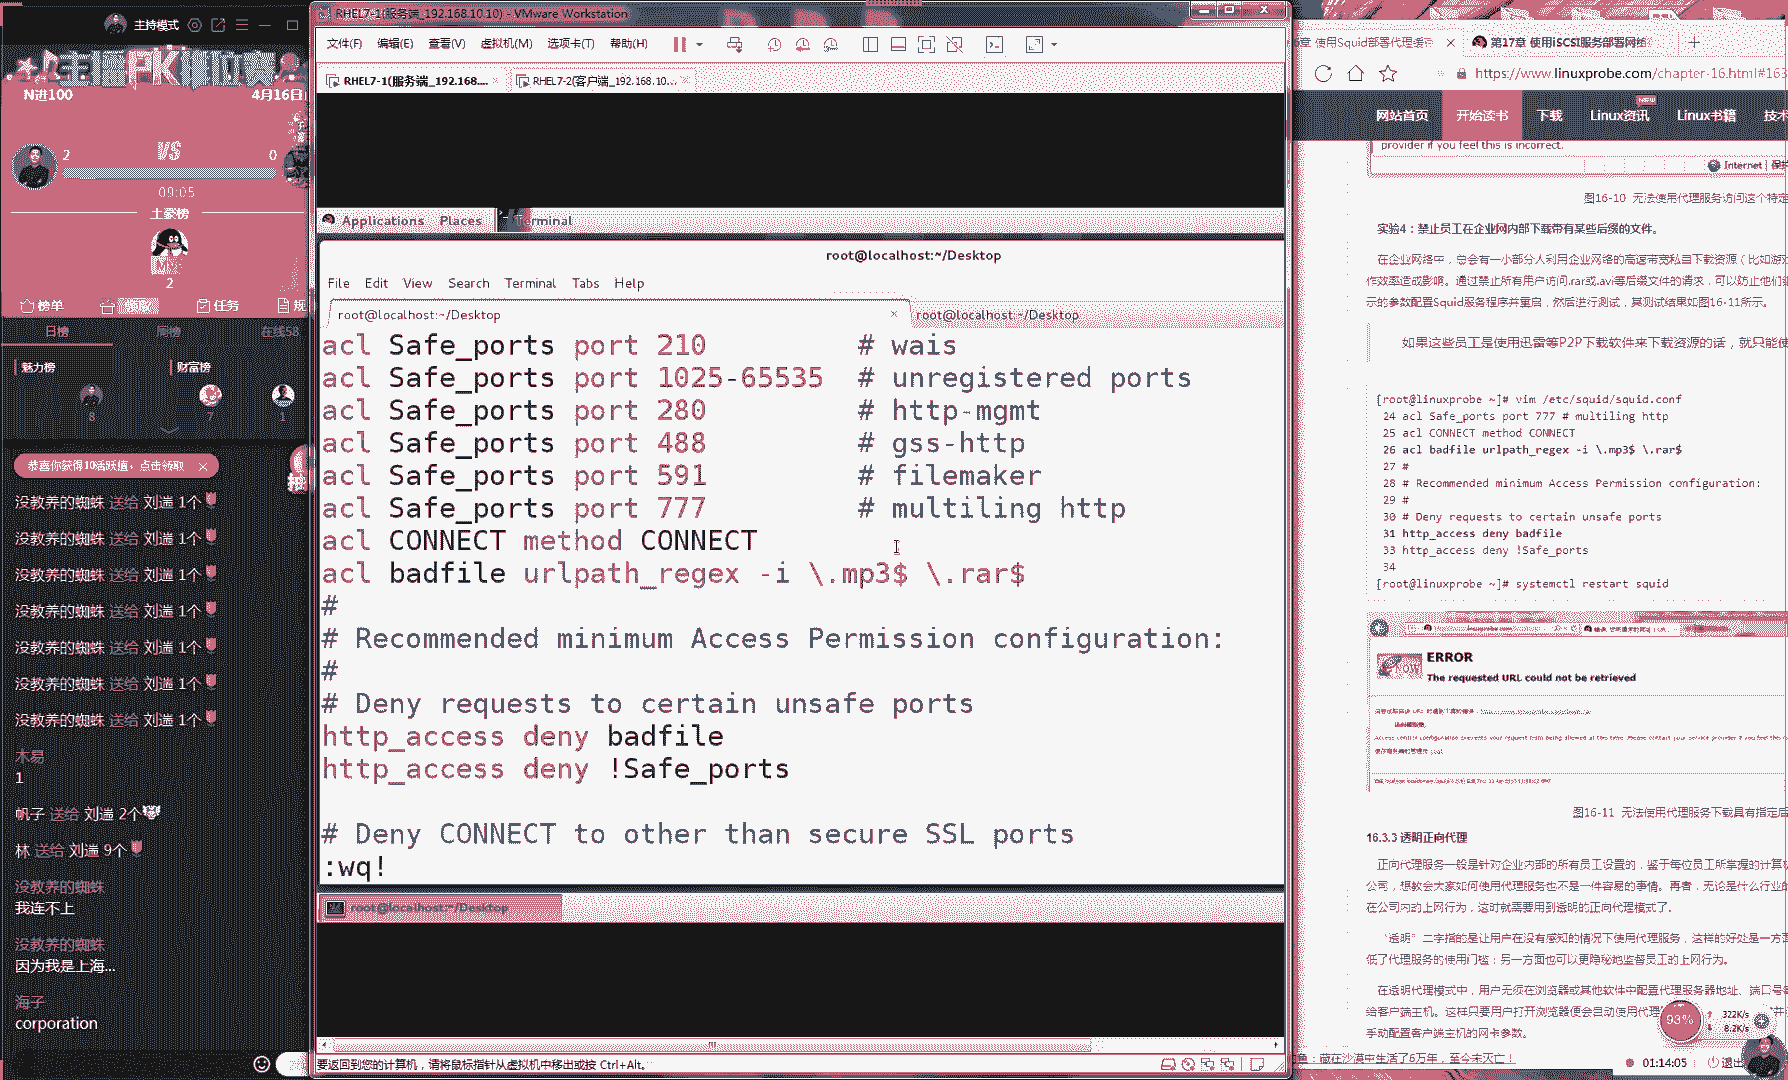 主持模式
主播PK排位赛
N进100
4月16日
2
VS
0
09:05
土豪榜
2
榜单
领取
任务
规
日榜
周榜
在线58
魅力榜
财富榜
8
7
1
恭喜你获得10活跃值，点击领取
没教养的蜘蛛 送给 刘遄 1个
没教养的蜘蛛 送给 刘遄 1个
没教养的蜘蛛 送给 刘遄 1个
没教养的蜘蛛 送给 刘遄 1个
没教养的蜘蛛 送给 刘遄 1个
没教养的蜘蛛 送给 刘遄 1个
没教养的蜘蛛 送给 刘遄 1个
木易
1
帆子 送给 刘遄 2个
林 送给 刘遄 9个
没教养的蜘蛛
我连不上
没教养的蜘蛛
因为我是上海...
海子
corporation
RHEL7-1(服务端_192.168.10.10) - VMware Workstation
文件(F) 编辑(E) 查看(V) 虚拟机(M) 选项卡(T) 帮助(H)
RHEL7-1(服务端_192.168.... RHEL7-2(客户端_192.168.10...
Applications Places Terminal
root@localhost:~/Desktop
File Edit View Search Terminal Tabs Help
root@localhost:~/Desktop × root@localhost:~/Desktop
acl Safe_ports port 210 # wais
acl Safe_ports port 1025-65535 # unregistered ports
acl Safe_ports port 280 # http-mgmt
acl Safe_ports port 488 # gss-http
acl Safe_ports port 591 # filemaker
acl Safe_ports port 777 # multiling http
acl CONNECT method CONNECT
acl badfile urlpath_regex -i \.mp3$ \.rar$
#
# Recommended minimum Access Permission configuration:
#
# Deny requests to certain unsafe ports
http_access deny badfile
http_access deny !Safe_ports
# Deny CONNECT to other than secure SSL ports
:wq!
root@localhost:~/Desktop
要返回到您的计算机，请将鼠标指针从虚拟机中移出或按 Ctrl+Alt。
章 使用Squid部署代理缓存 第17章 使用iSCSI服务部署网络
https://www.linuxprobe.com/chapter-16.html#163
网站首页 开始读书 下载 Linux资讯 Linux书籍 技术
provider if you feel this is incorrect.
Internet | 保护
图16-10 无法使用代理服务访问这个特定
实验4：禁止员工在企业网内部下载带有某些后缀的文件。
在企业网络中，总会有一小部分人利用企业网络的高速带宽私自下载资源（比如游戏
作效率造成影响。通过禁止所有用户访问.rar或.avi等后缀文件的请求，可以防止他们
示的参数配置Squid服务程序并重启，然后进行测试，其测试结果如图16-11所示。
如果这些员工是使用迅雷等P2P下载软件来下载资源的话，就只能使
[root@linuxprobe ~]# vim /etc/squid/squid.conf
24 acl Safe_ports port 777 # multiling http
25 acl CONNECT method CONNECT
26 acl badfile urlpath_regex -i \.mp3$ \.rar$
27 #
28 # Recommended minimum Access Permission configuration:
29 #
30 # Deny requests to certain unsafe ports
31 http_access deny badfile
33 http_access deny !Safe_ports
34
[root@linuxprobe ~]# systemctl restart squid
ERROR
The requested URL could not be retrieved
图16-11 无法使用代理服务下载具有指定后
16.3.3 透明正向代理
正向代理服务一般是针对企业内部的所有员工设置的，鉴于每位员工所掌握的计算机
公司，想教会大家如何使用代理服务也不是一件容易的事情。再者，无论是什么行业的
在公司内的上网行为，这时就需要用到透明的正向代理模式了。
“透明”二字指的是让用户在没有感知的情况下使用代理服务，这样的好处是一方面
低了代理服务的使用门槛；另一方面也可以更隐秘地监督员工的上网行为。
在透明代理模式中，用户无须在浏览器或其他软件中配置代理服务器地址、端口号等
给客户端主机。这样只要用户打开浏览器便会自动使用代理
手动配置客户端主机的网卡参数。
93%
322K/s
8.2K/s
鱼：藏在沙漠中生活了6万年，至今未灭亡！
01:14:05
退出